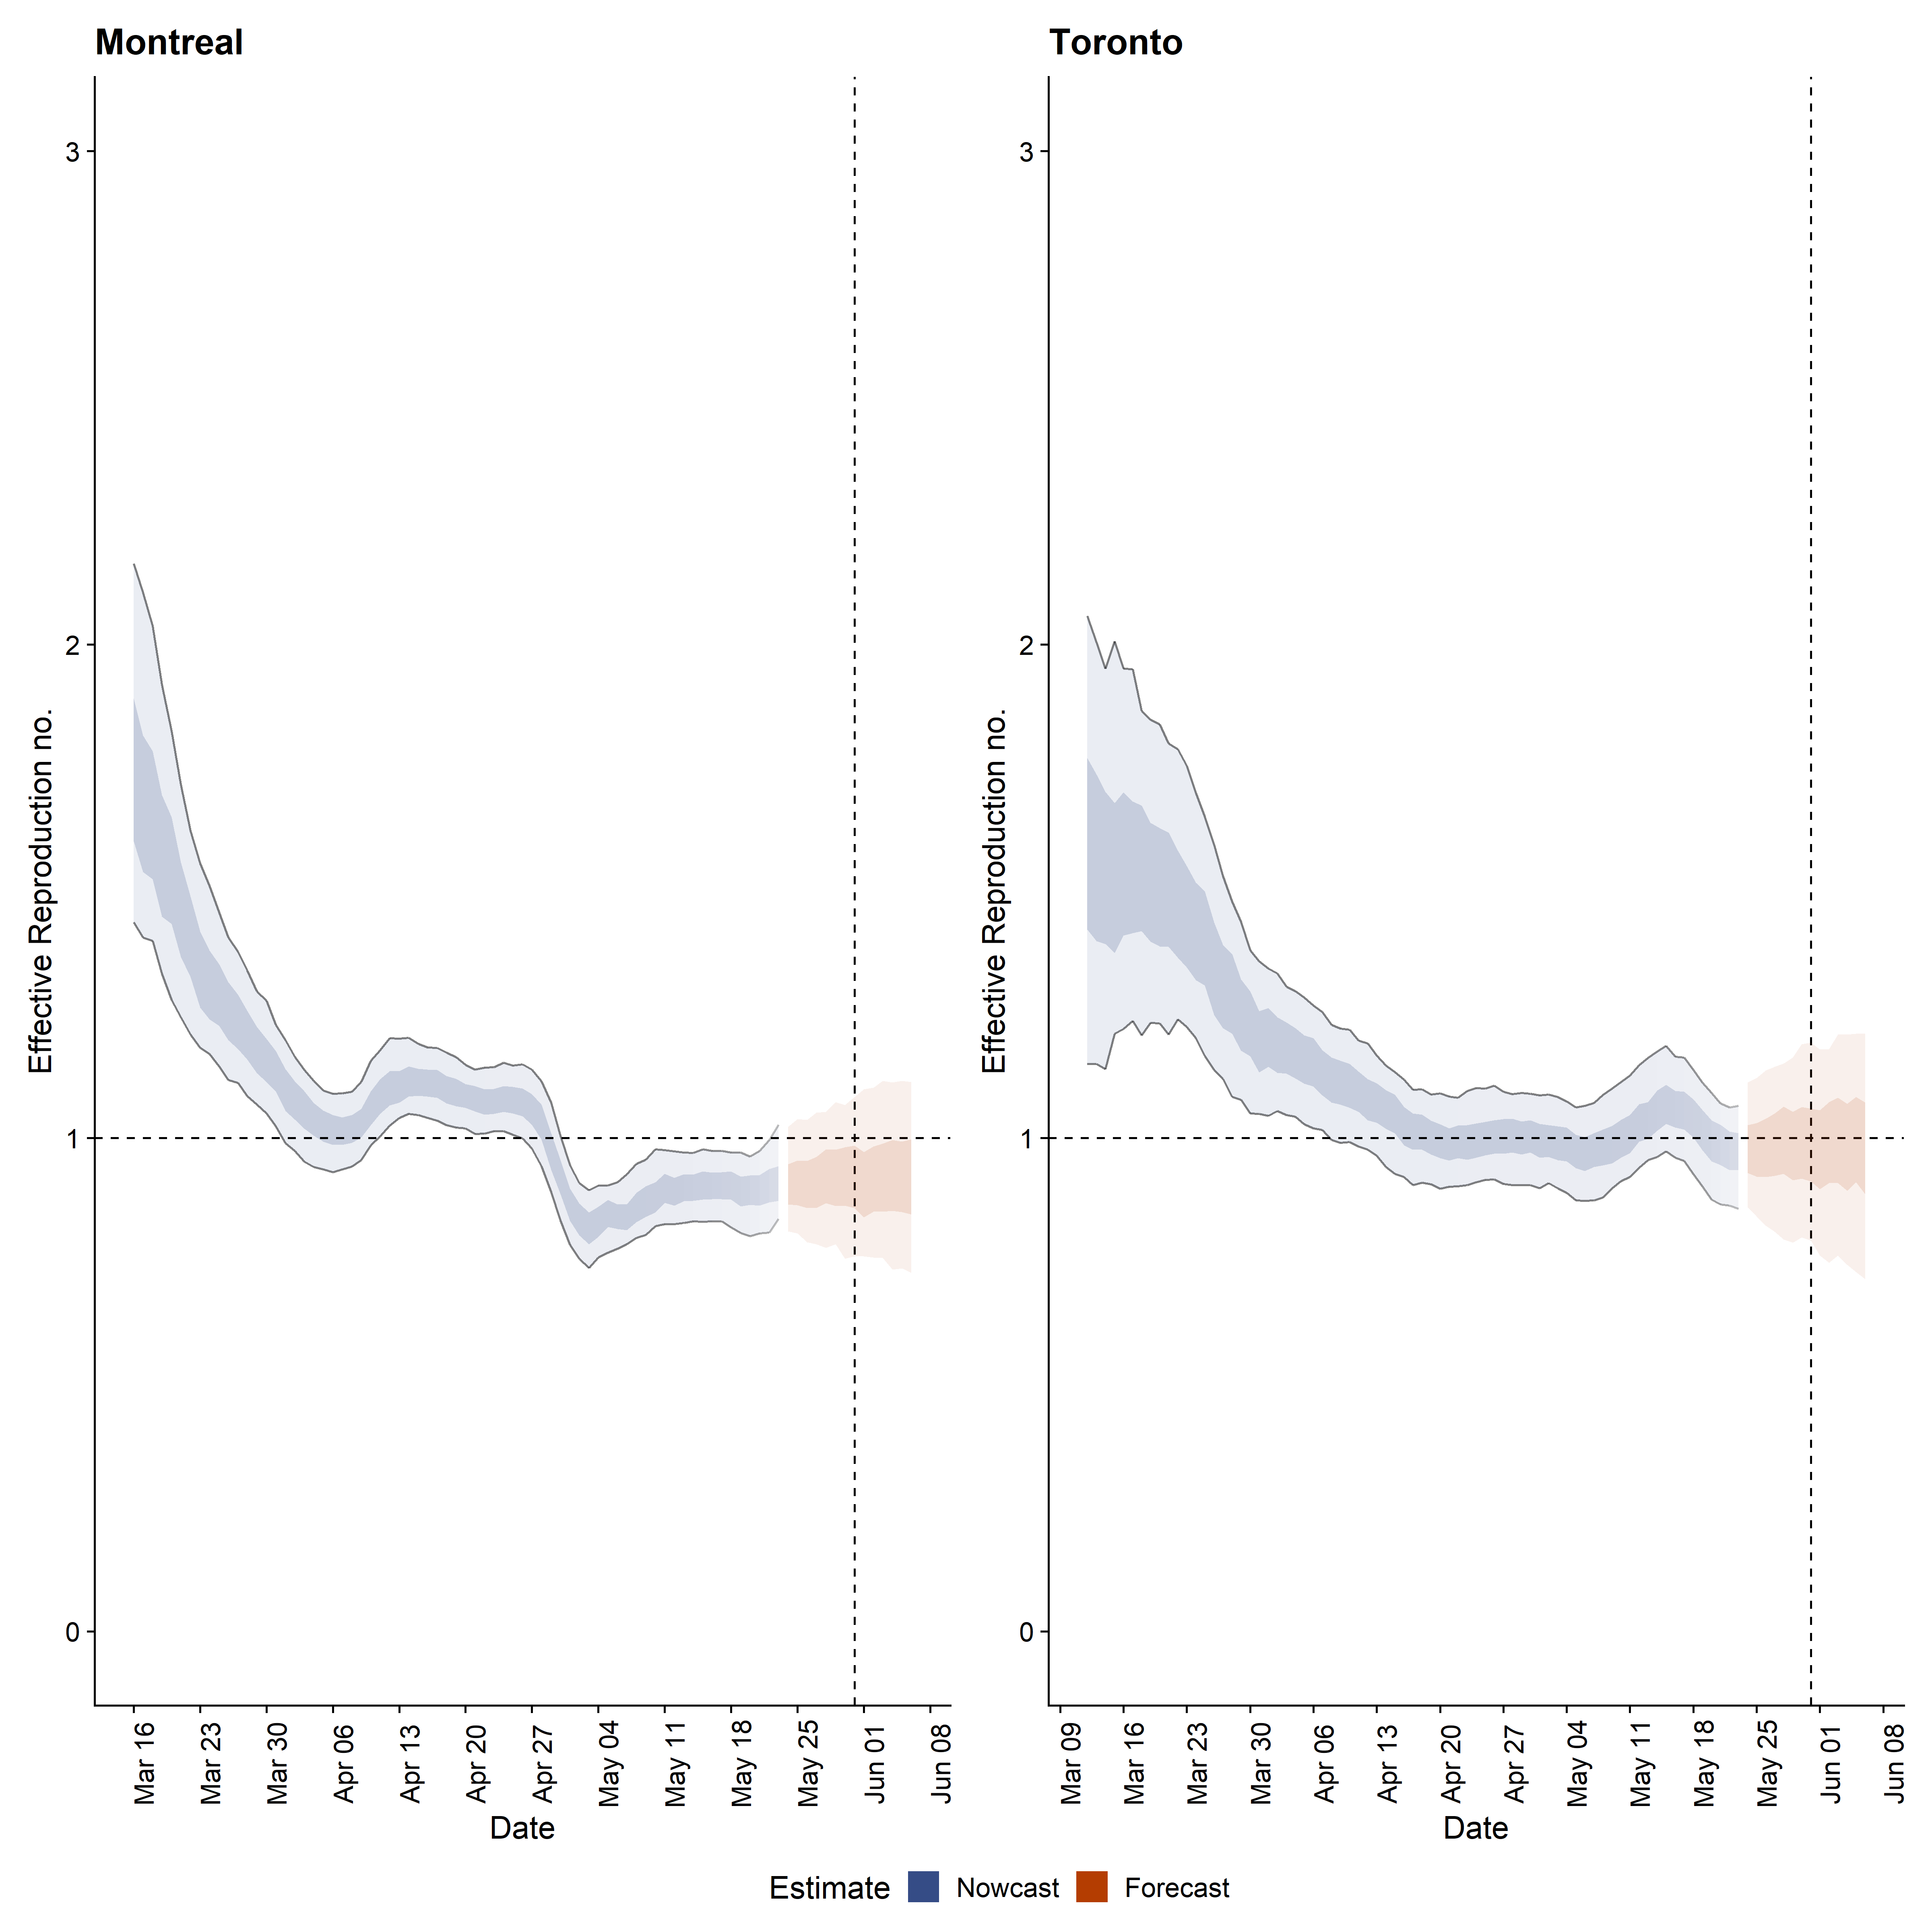 Montreal
Toronto
Effective Reproduction no.
3
2
1
0
Mar 16
Mar 23
Mar 30
Apr 06
Apr 13
Apr 20
Apr 27
May 04
May 11
May 18
May 25
Jun 01
Jun 08
Date
Effective Reproduction no.
3
2
1
0
Mar 09
Mar 16
Mar 23
Mar 30
Apr 06
Apr 13
Apr 20
Apr 27
May 04
May 11
May 18
May 25
Jun 01
Jun 08
Date
Estimate Nowcast Forecast